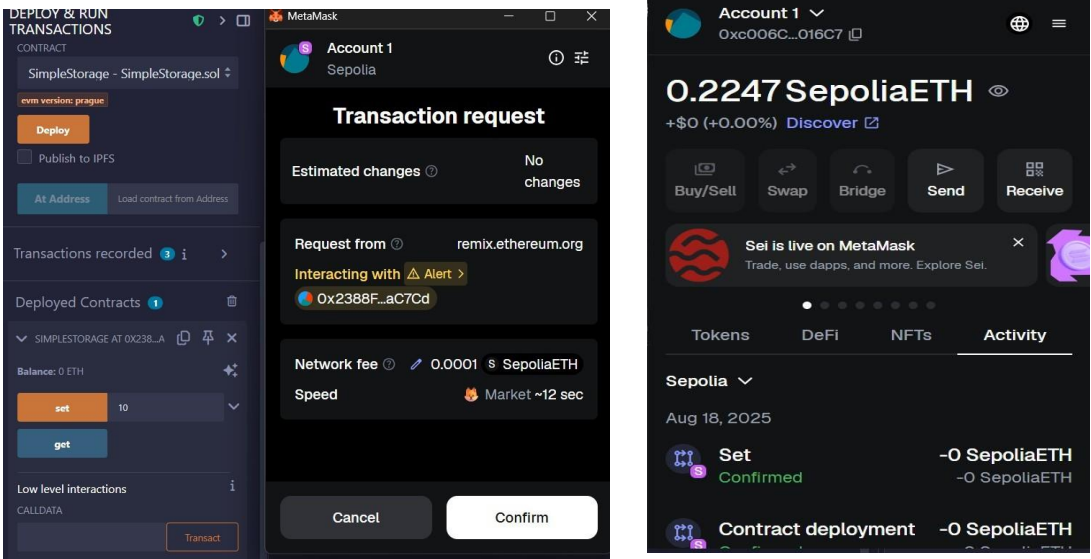 DEPLOY & RUN
TRANSACTIONS
CONTRACT
SimpleStorage - SimpleStorage.sol
evm version: prague
Deploy
Publish to IPFS
At Address
Load contract from Address
Transactions recorded 3 i
Deployed Contracts 1
SIMPLESTORAGE AT 0X238...A
Balance: 0 ETH
set
10
get
Low level interactions
i
CALLDATA
Transact
MetaMask
S
Account 1
Sepolia
Transaction request
Estimated changes
No
changes
Request from
remix.ethereum.org
Interacting with
Alert >
0x2388F...aC7Cd
Network fee
0.0001
S SepoliaETH
Speed
Market ~12 sec
Cancel
Confirm
Account 1
0xc006C...016C7
0.2247 SepoliaETH
+$0 (+0.00%) Discover
Buy/Sell
Swap
Bridge
Send
Receive
Sei is live on MetaMask
Trade, use dapps, and more. Explore Sei.
Tokens
DeFi
NFTs
Activity
Sepolia
Aug 18, 2025
Set
-0 SepoliaETH
S
Confirmed
-0 SepoliaETH
Contract deployment
-0 SepoliaETH
S